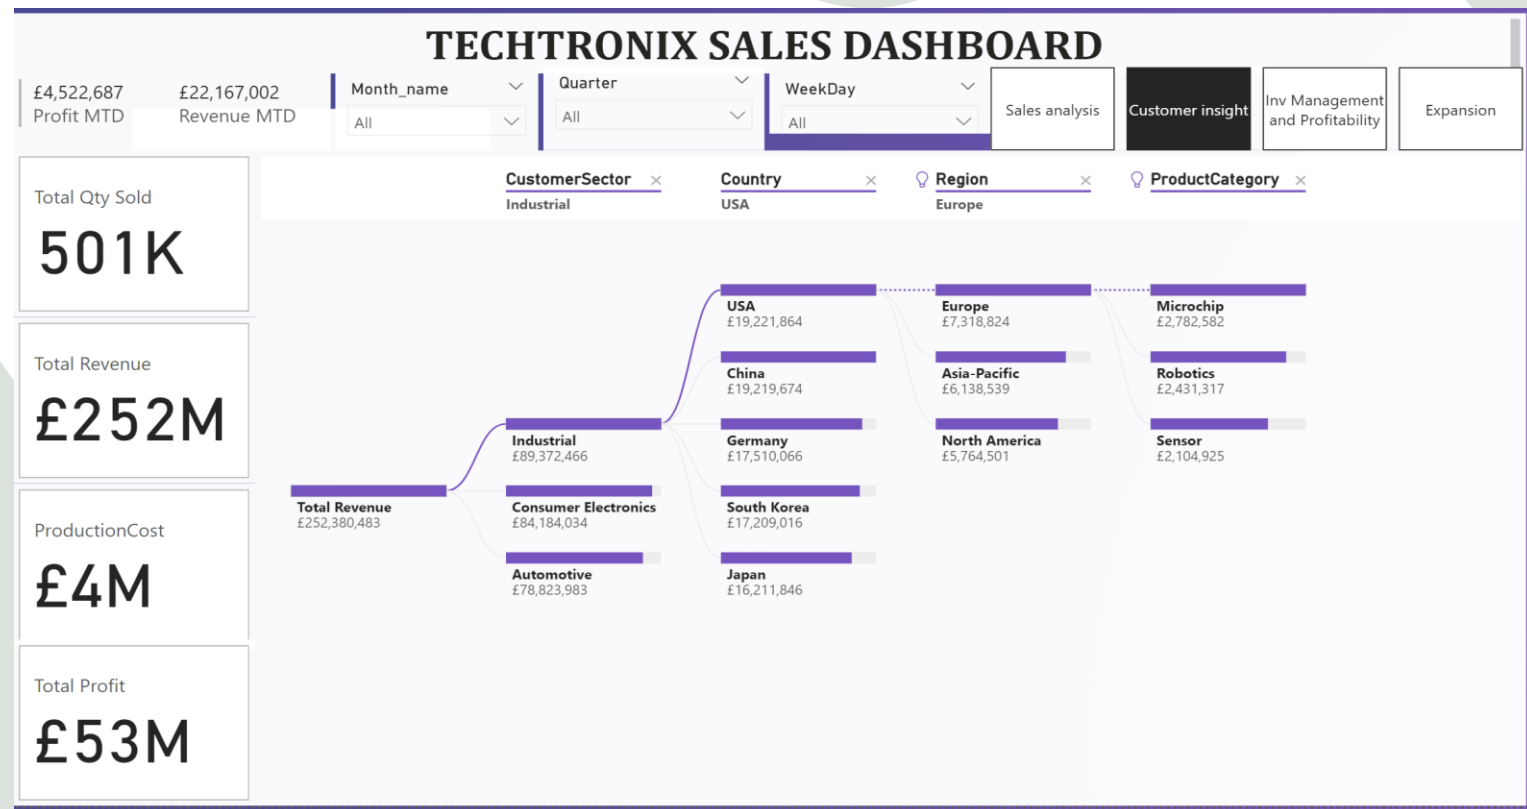 TECHTRONIX SALES DASHBOARD
£4,522,687
Profit MTD
£22,167,002
Revenue MTD
Month_name
All
Quarter
All
WeekDay
All
Sales analysis
Customer insight
Inv Management
and Profitability
Expansion
Total Qty Sold
501K
Total Revenue
£252M
ProductionCost
£4M
Total Profit
£53M
CustomerSector
Industrial
Country
USA
Region
Europe
ProductCategory
Total Revenue
£252,380,483
Industrial
£89,372,466
Consumer Electronics
£84,184,034
Automotive
£78,823,983
USA
£19,221,864
China
£19,219,674
Germany
£17,510,066
South Korea
£17,209,016
Japan
£16,211,846
Europe
£7,318,824
Asia-Pacific
£6,138,539
North America
£5,764,501
Microchip
£2,782,582
Robotics
£2,431,317
Sensor
£2,104,925